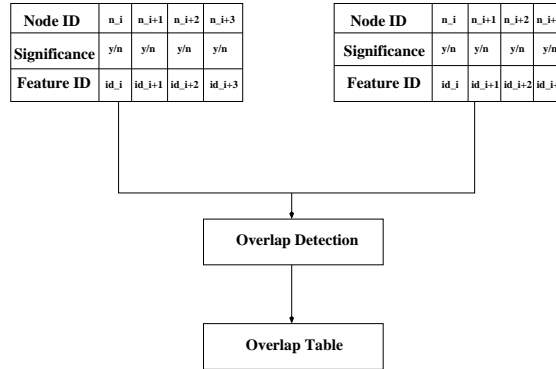 Node ID n_i n_i+1 n_i+2 n_i+3
Significance y/n y/n y/n y/n
Feature ID id_i id_i+1 id_i+2 id_i+3
Node ID n_i n_i+1 n_i+2
Significance y/n y/n y/n y/n
Feature ID id_i id_i+1 id_i+2
Overlap Detection
Overlap Table